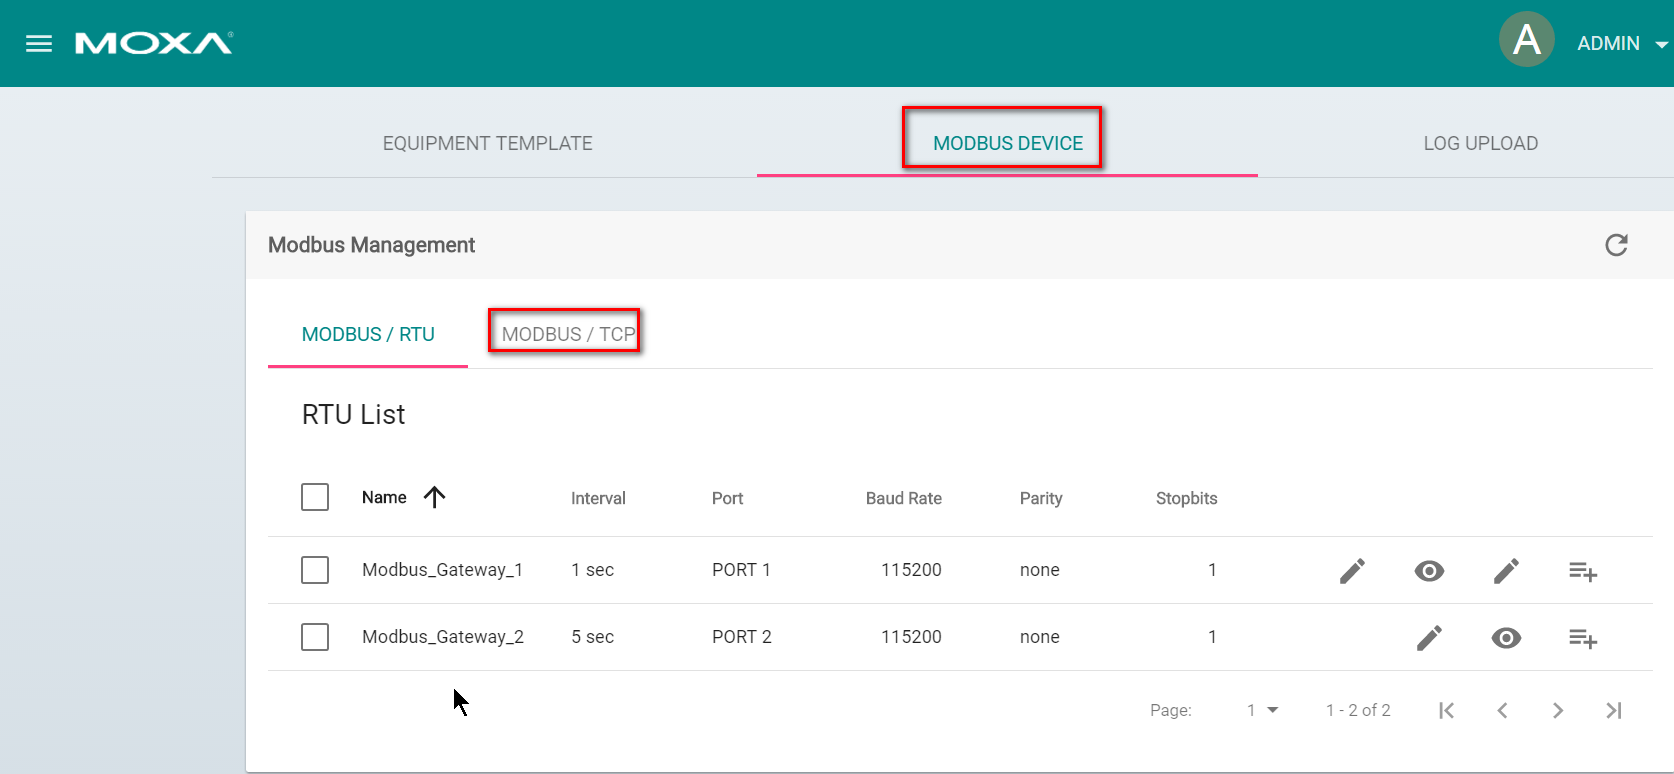 MOXA®
A ADMIN
EQUIPMENT TEMPLATE MODBUS DEVICE LOG UPLOAD
Modbus Management
MODBUS / RTU MODBUS / TCP
RTU List
Name Interval Port Baud Rate Parity Stopbits
Modbus_Gateway_1 1 sec PORT 1 115200 none 1
Modbus_Gateway_2 5 sec PORT 2 115200 none 1
Page: 1 1 - 2 of 2